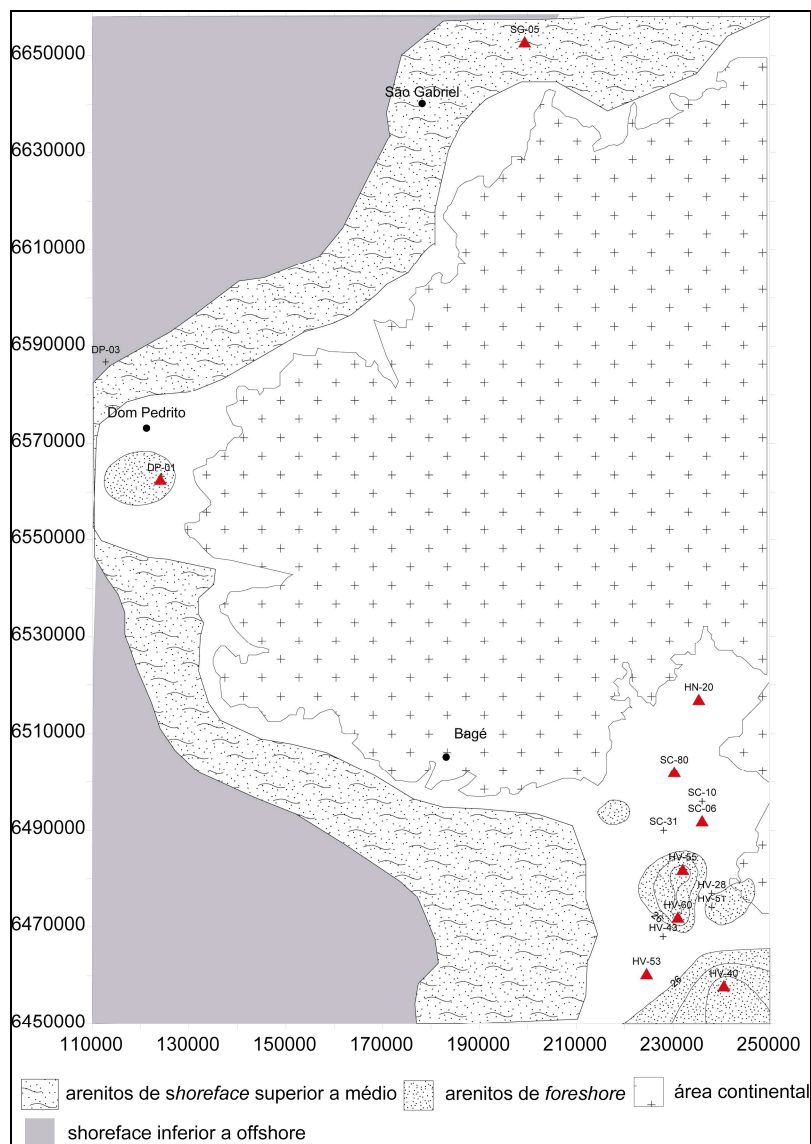 SG-05
6650000
São Gabriel
6630000
6610000
6590000
DP-03
Dom Pedrito
6570000
DP-01
6550000
6530000
HN-20
6510000
Bagé
SC-80
SC-10
SC-06
6490000
SC-31
HV-55
HV-28
HV-51
6470000
HV-60
26
HV-43
HV-53
26
HV-40
6450000
110000 130000 150000 170000 190000 210000 230000 250000
arenitos de shoreface superior a médio arenitos de foreshore área continental
shoreface inferior a offshore